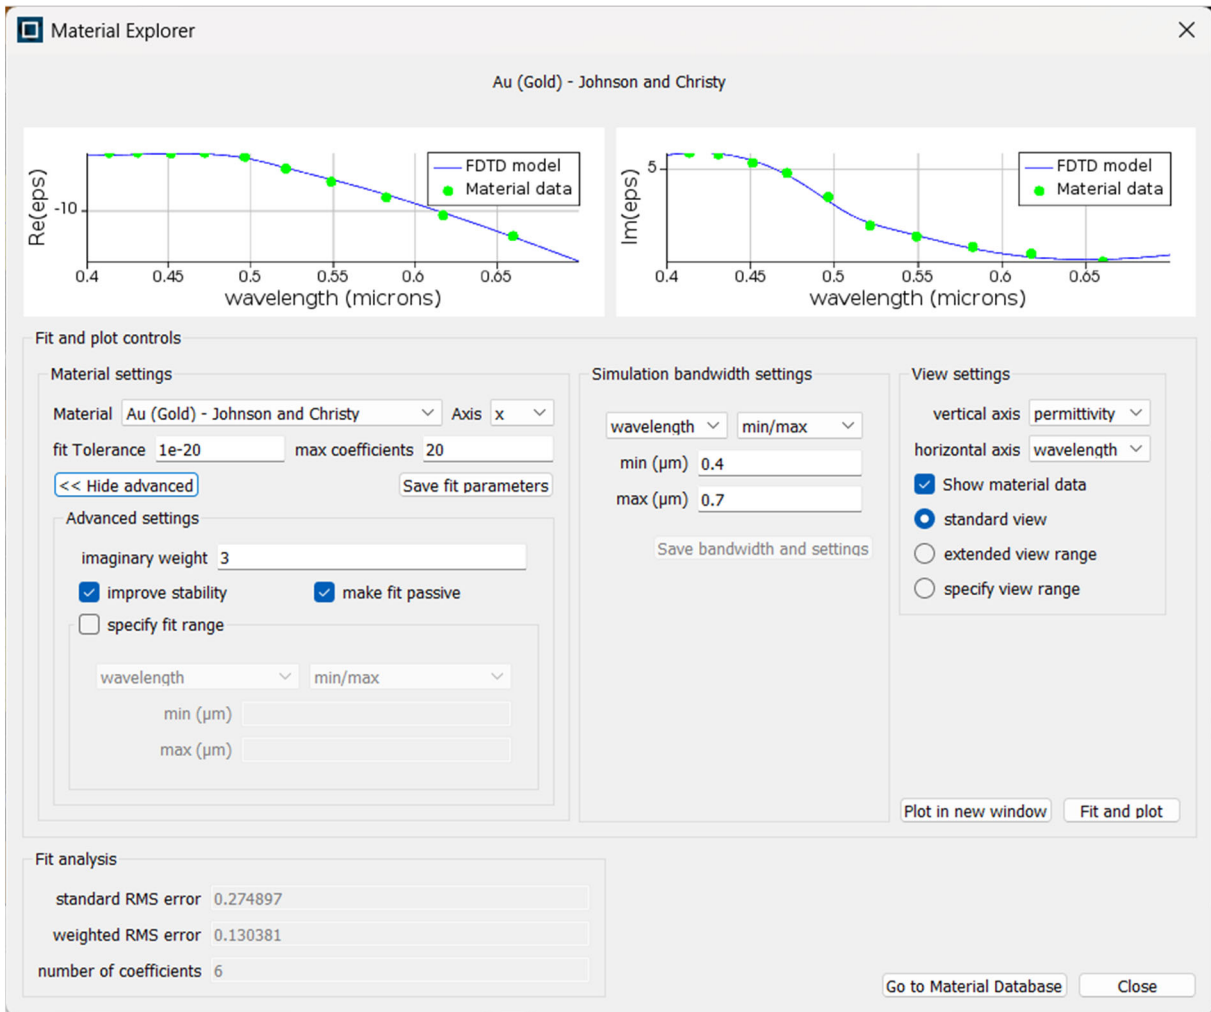 Material Explorer
Au (Gold) - Johnson and Christy
Re(eps)
-10
FDTD model
Material data
0.4 0.45 0.5 0.55 0.6 0.65
wavelength (microns)
Im(eps)
5
FDTD model
Material data
0.4 0.45 0.5 0.55 0.6 0.65
wavelength (microns)
Fit and plot controls
Material settings
Material Au (Gold) - Johnson and Christy Axis x
fit Tolerance 1e-20 max coefficients 20
<< Hide advanced Save fit parameters
Advanced settings
imaginary weight 3
improve stability make fit passive
specify fit range
wavelength min/max
min (µm)
max (µm)
Simulation bandwidth settings
wavelength min/max
min (µm) 0.4
max (µm) 0.7
Save bandwidth and settings
View settings
vertical axis permittivity
horizontal axis wavelength
Show material data
standard view
extended view range
specify view range
Plot in new window Fit and plot
Fit analysis
standard RMS error 0.274897
weighted RMS error 0.130381
number of coefficients 6
Go to Material Database Close